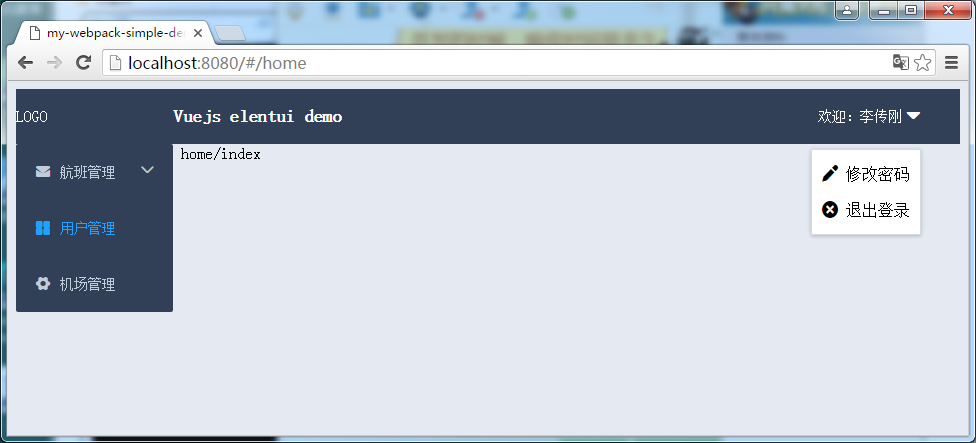 my-webpack-simple-de
localhost:8080/#/home
LOGO
Vuejs elentui demo
欢迎：李传刚
航班管理
用户管理
机场管理
home/index
修改密码
退出登录